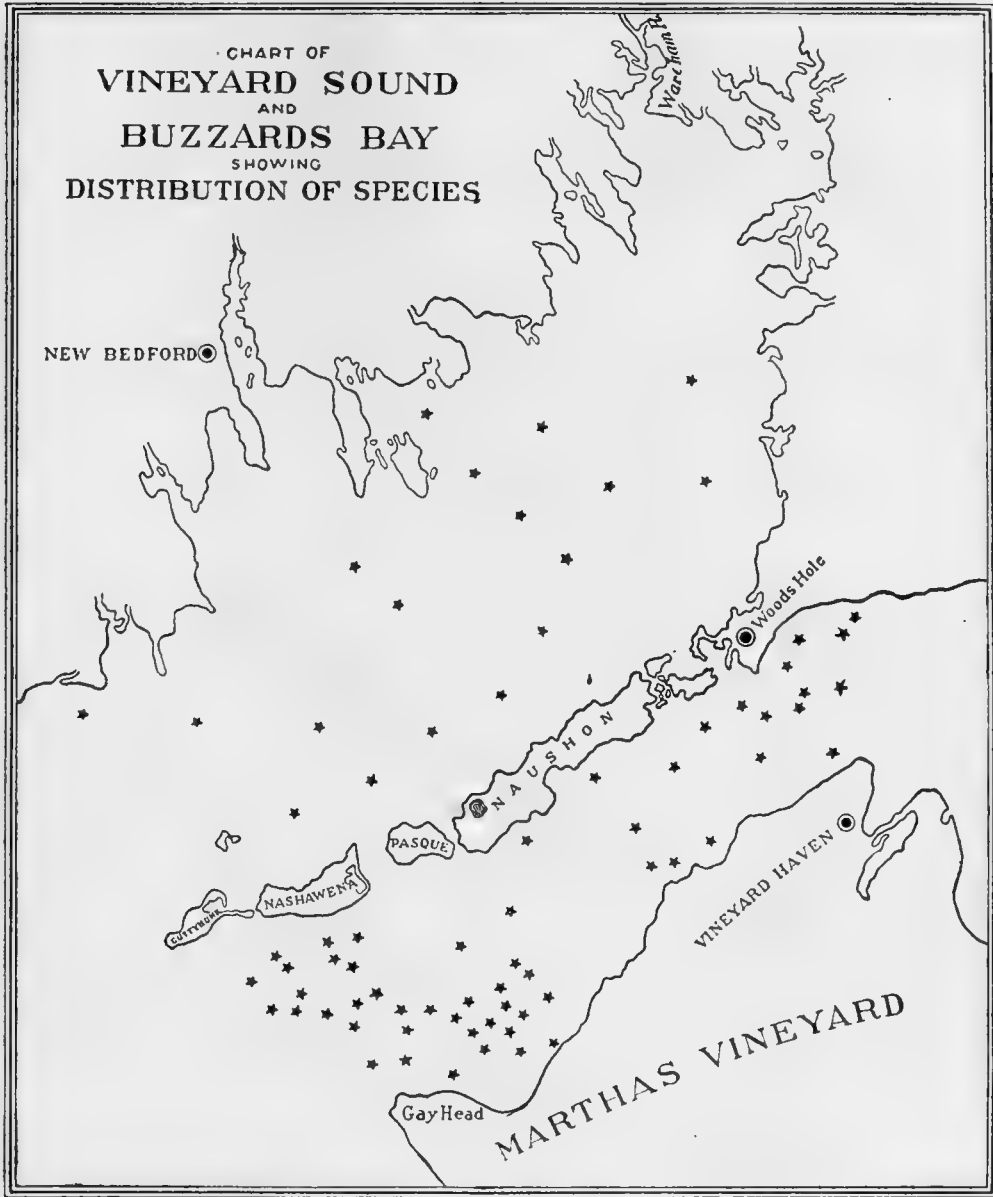 CHART OF
VINEYARD SOUND
AND
BUZZARDS BAY
SHOWING
DISTRIBUTION OF SPECIES
Wareham
NEW BEDFORD
Woods Hole
NAUSHON
PASQUE
NASHAWENA
CUTTYHUNK
VINEYARD HAVEN
MARTHAS VINEYARD
Gay Head